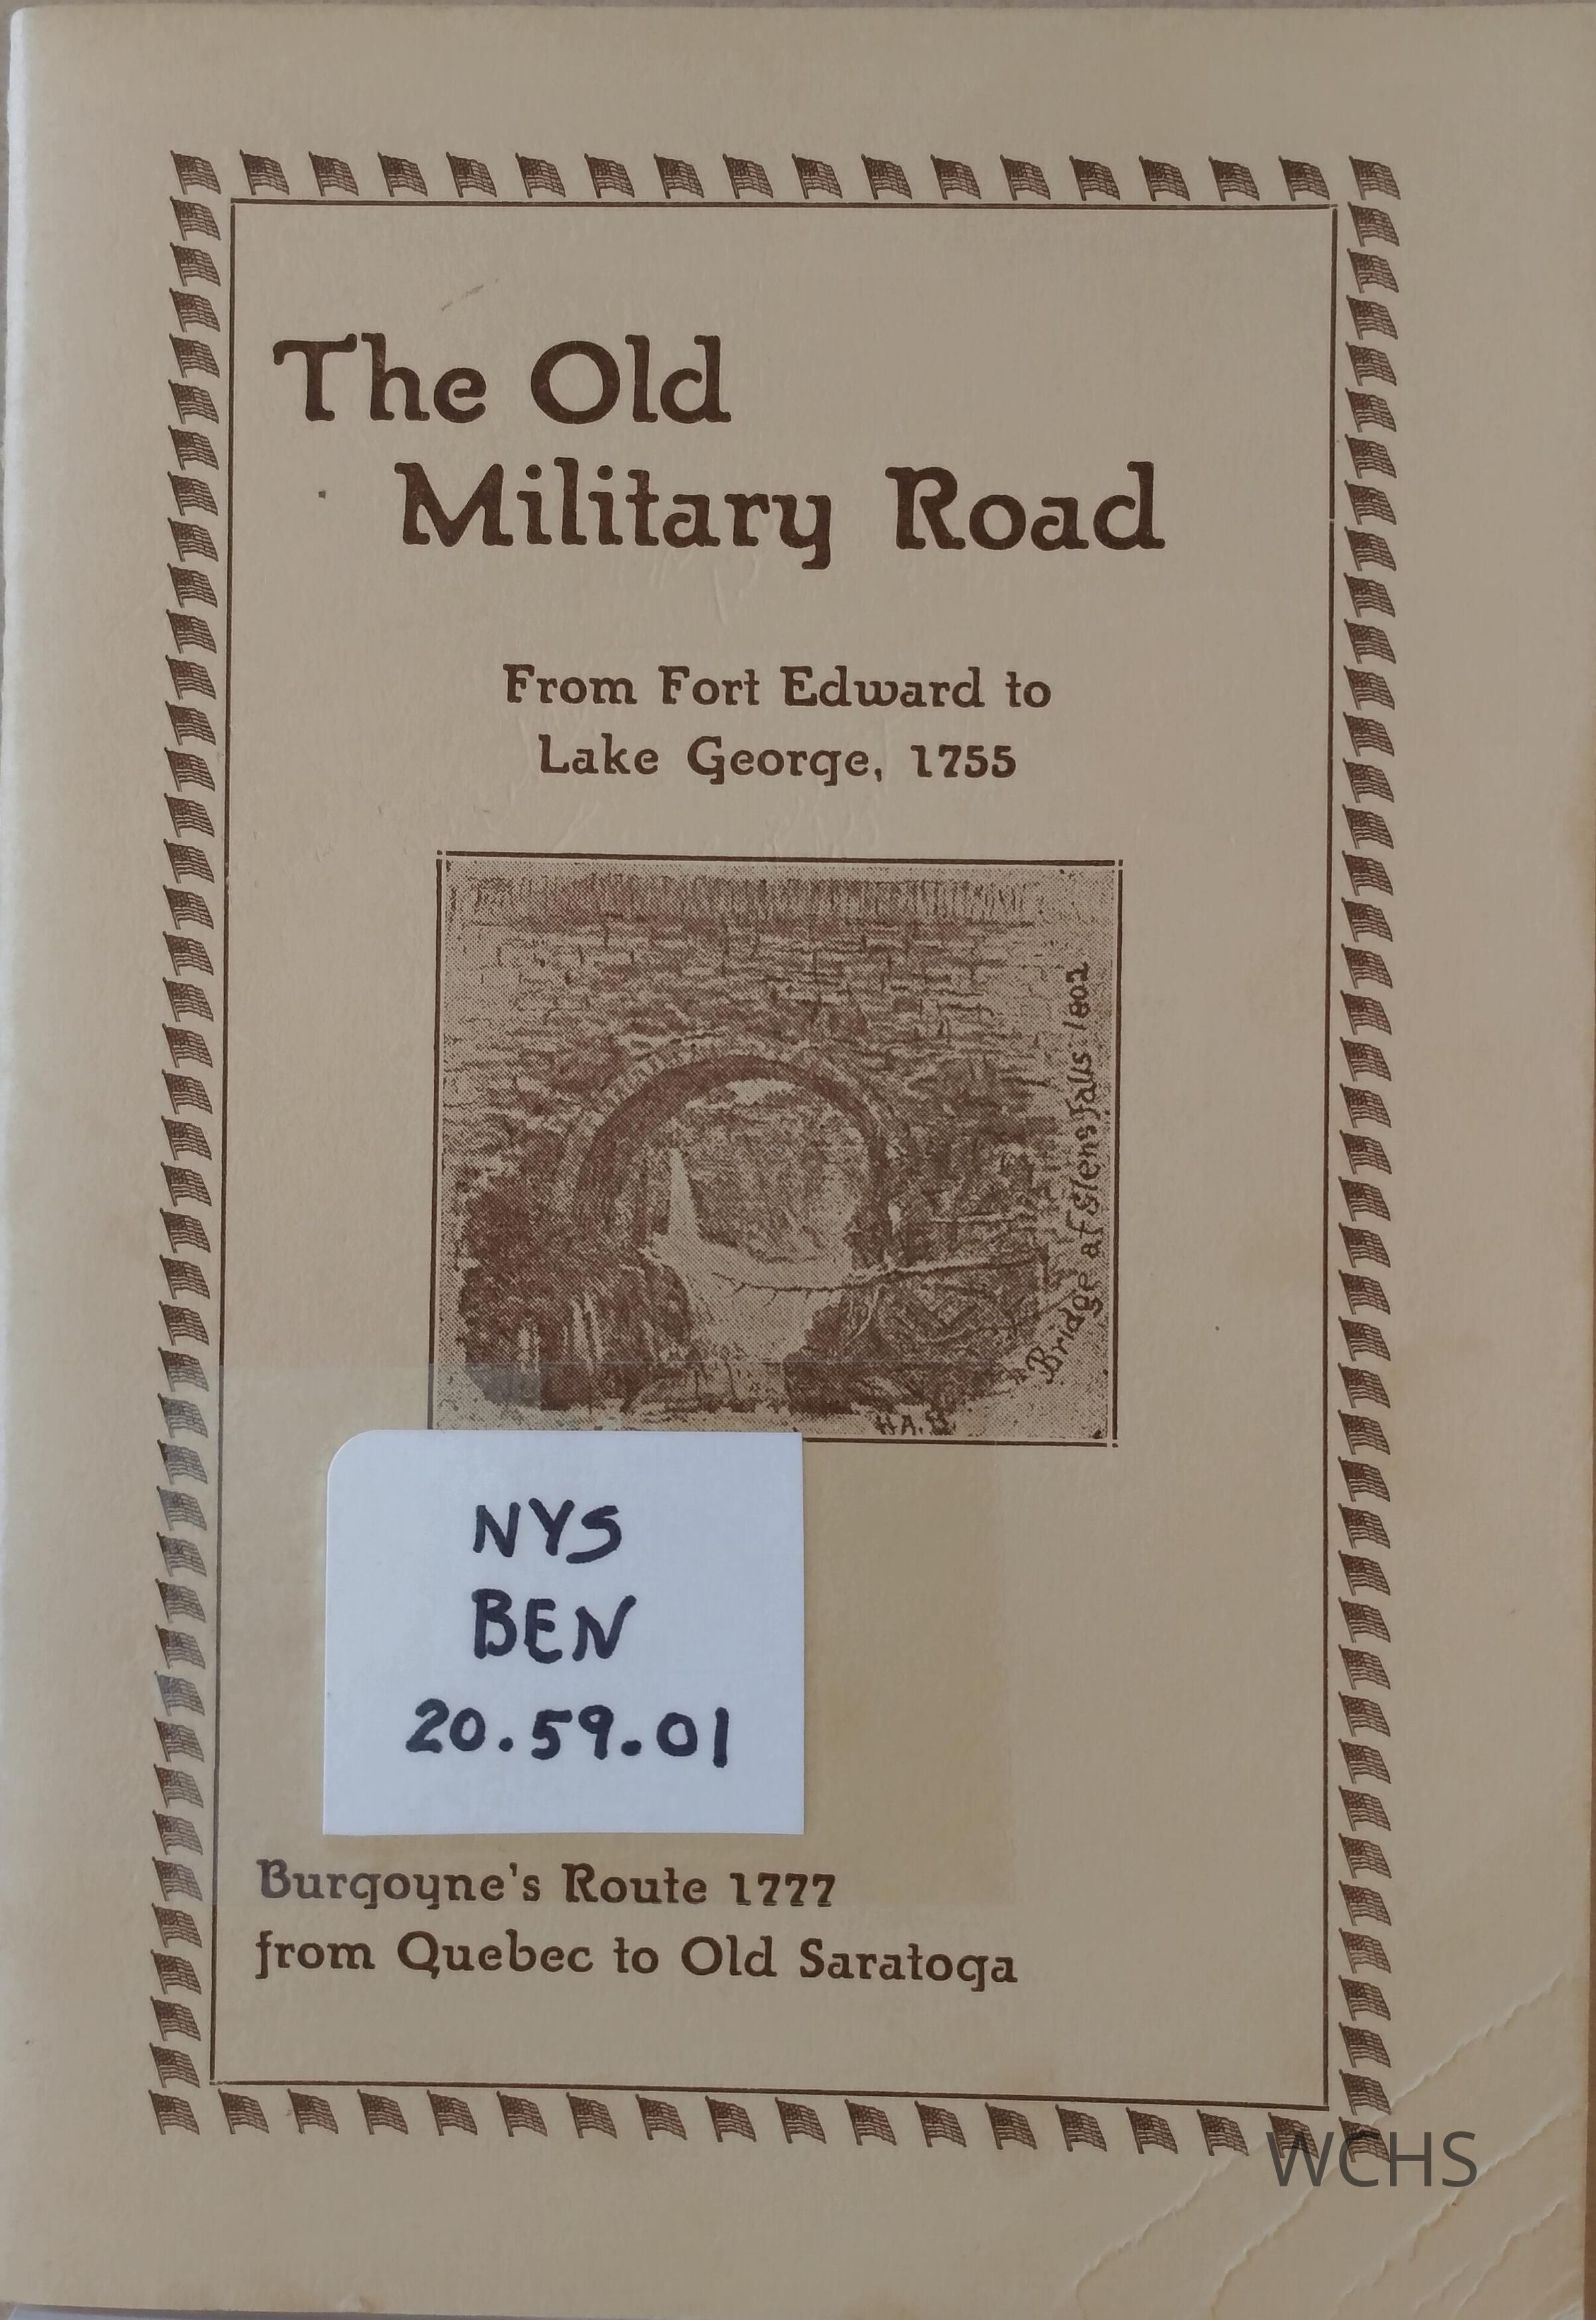 The Old
Military Road
From Fort Edward to
Lake George, 1755
Bridge at Glens Falls 1802
NYS
BEN
20.59.01
Burgoyne's Route 1777
from Quebec to Old Saratoga
WCHS